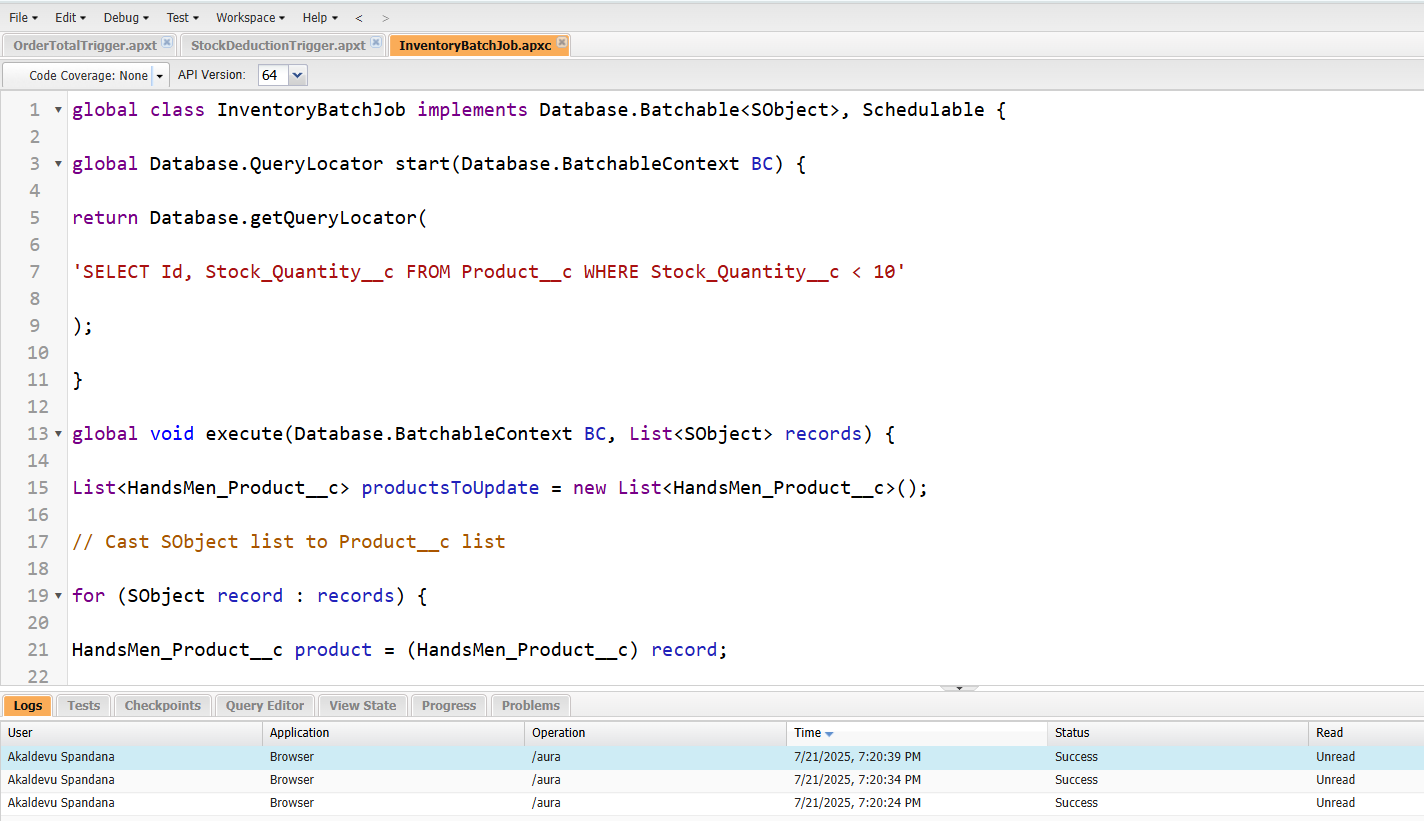 File Edit Debug Test Workspace Help < >
OrderTotalTrigger.apxt StockDeductionTrigger.apxt InventoryBatchJob.apxc
Code Coverage: None API Version: 64
1 global class InventoryBatchJob implements Database.Batchable<SObject>, Schedulable {
2
3 global Database.QueryLocator start(Database.BatchableContext BC) {
4
5 return Database.getQueryLocator(
6
7 'SELECT Id, Stock_Quantity__c FROM Product__c WHERE Stock_Quantity__c < 10'
8
9 );
10
11 }
12
13 global void execute(Database.BatchableContext BC, List<SObject> records) {
14
15 List<HandsMen_Product__c> productsToUpdate = new List<HandsMen_Product__c>();
16
17 // Cast SObject list to Product__c list
18
19 for (SObject record : records) {
20
21 HandsMen_Product__c product = (HandsMen_Product__c) record;
22
Logs Tests Checkpoints Query Editor View State Progress Problems
User Application Operation Time Status Read
Akaldevu Spandana Browser /aura 7/21/2025, 7:20:39 PM Success Unread
Akaldevu Spandana Browser /aura 7/21/2025, 7:20:34 PM Success Unread
Akaldevu Spandana Browser /aura 7/21/2025, 7:20:24 PM Success Unread